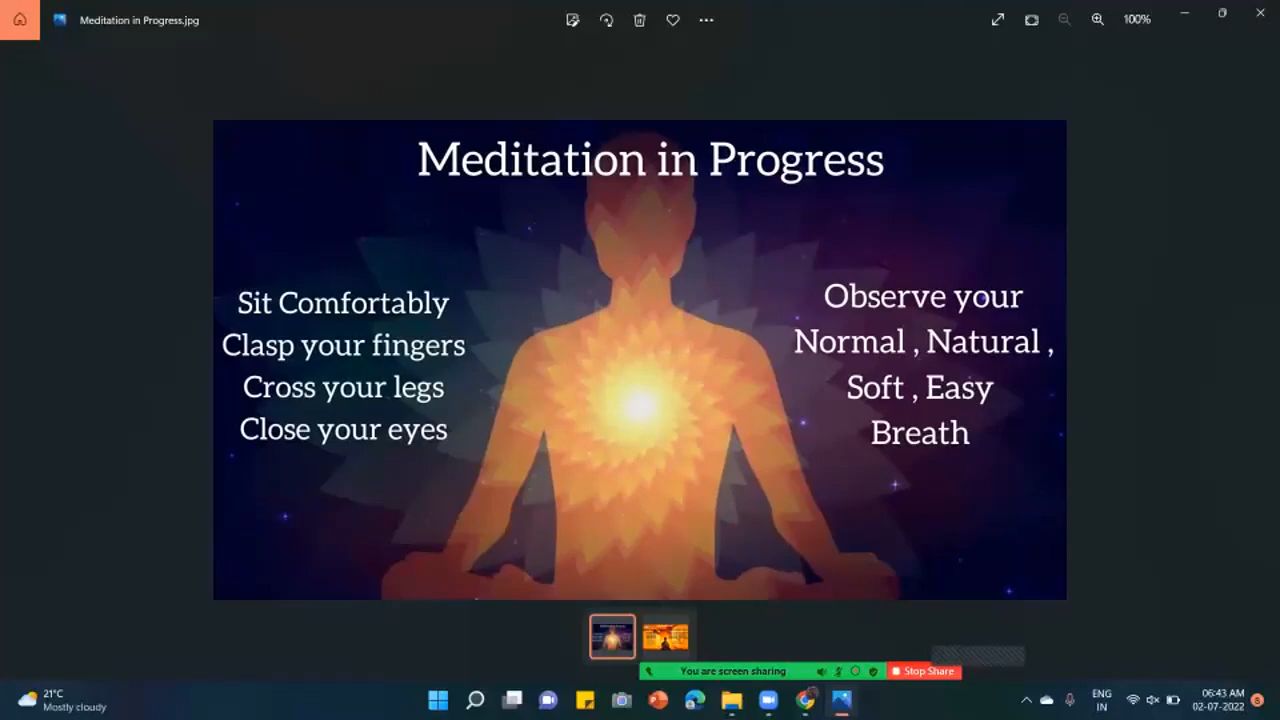 Meditation in Progress.jpg
100%
Meditation in Progress
Sit Comfortably
Clasp your fingers
Cross your legs
Close your eyes
Observe your
Normal , Natural ,
Soft , Easy
Breath
You are screen sharing
Stop Share
21°C
Mostly cloudy
ENG
IN
06:43 AM
02-07-2022